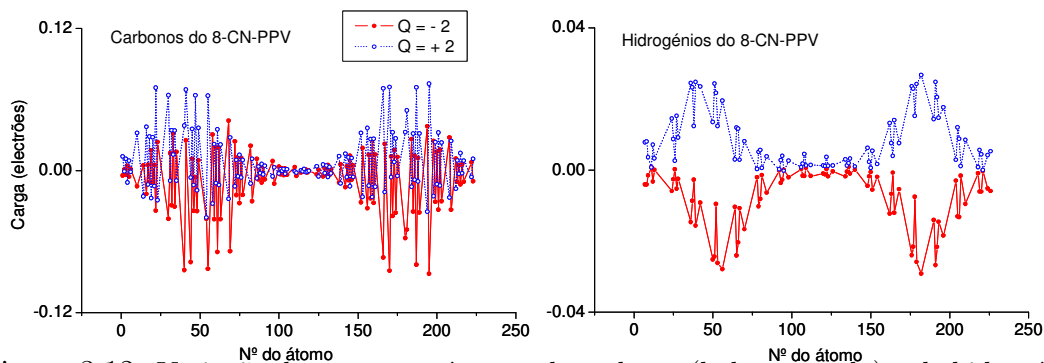 0.12
Carbonos do 8-CN-PPV
Q = - 2
Q = + 2
0.00
-0.12
Carga (electrões)
0 50 100 150 200 250
Nº do átomo
0.04
Hidrogénios do 8-CN-PPV
0.00
-0.04
0 50 100 150 200 250
Nº do átomo